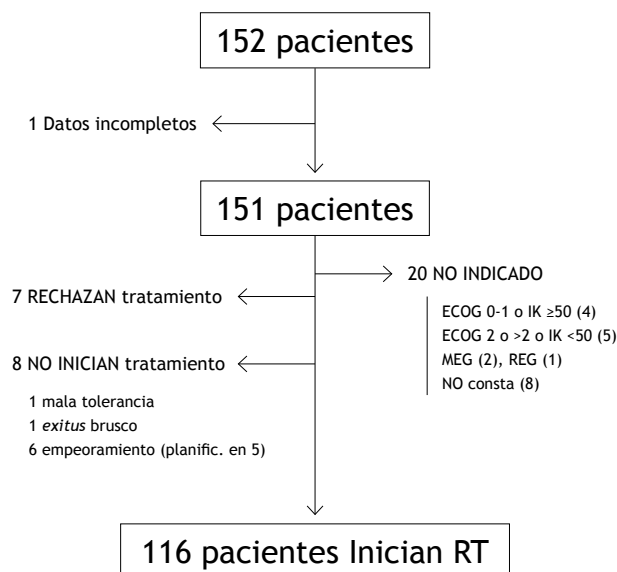 152 pacientes
1 Datos incompletos
151 pacientes
20 NO INDICADO
ECOG 0-1 o IK ≥50 (4)
ECOG 2 o >2 o IK <50 (5)
MEG (2), REG (1)
NO consta (8)
7 RECHAZAN tratamiento
8 NO INICIAN tratamiento
1 mala tolerancia
1 exitus brusco
6 empeoramiento (planific. en 5)
116 pacientes Inician RT